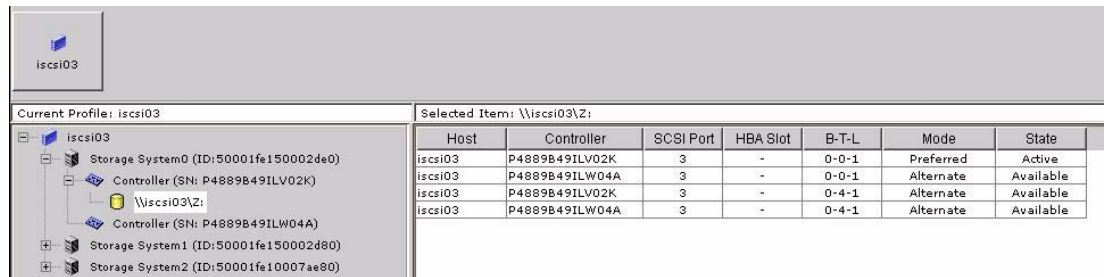 iscsi03
Current Profile: iscsi03
Selected Item: \\iscsi03\Z:
iscsi03
Storage System0 (ID:50001fe150002de0)
Controller (SN: P4889B49ILV02K)
\\iscsi03\Z:
Controller (SN: P4889B49ILW04A)
Storage System1 (ID:50001fe150002d80)
Storage System2 (ID:50001fe10007ae80)
Host Controller SCSI Port HBA Slot B-T-L Mode State
iscsi03 P4889B49ILV02K 3 - 0-0-1 Preferred Active
iscsi03 P4889B49ILW04A 3 - 0-0-1 Alternate Available
iscsi03 P4889B49ILV02K 3 - 0-4-1 Alternate Available
iscsi03 P4889B49ILW04A 3 - 0-4-1 Alternate Available